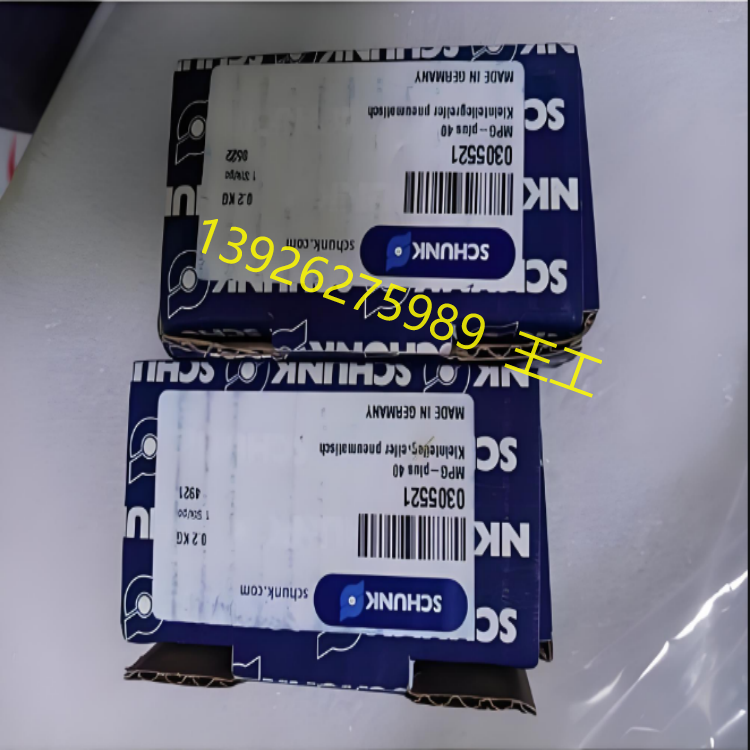 SCHUNK schunk.com
0.2 KG
1 Stk/pc
0305521 0522
MPG-plus 40
Kleinteilegreifer pneumatisch
MADE IN GERMANY
13926275989 王工
SCHUNK schunk.com
0.2 KG
1 Stk/pc
0305521 4921
MPG-plus 40
Kleinteilegreifer pneumatisch
MADE IN GERMANY